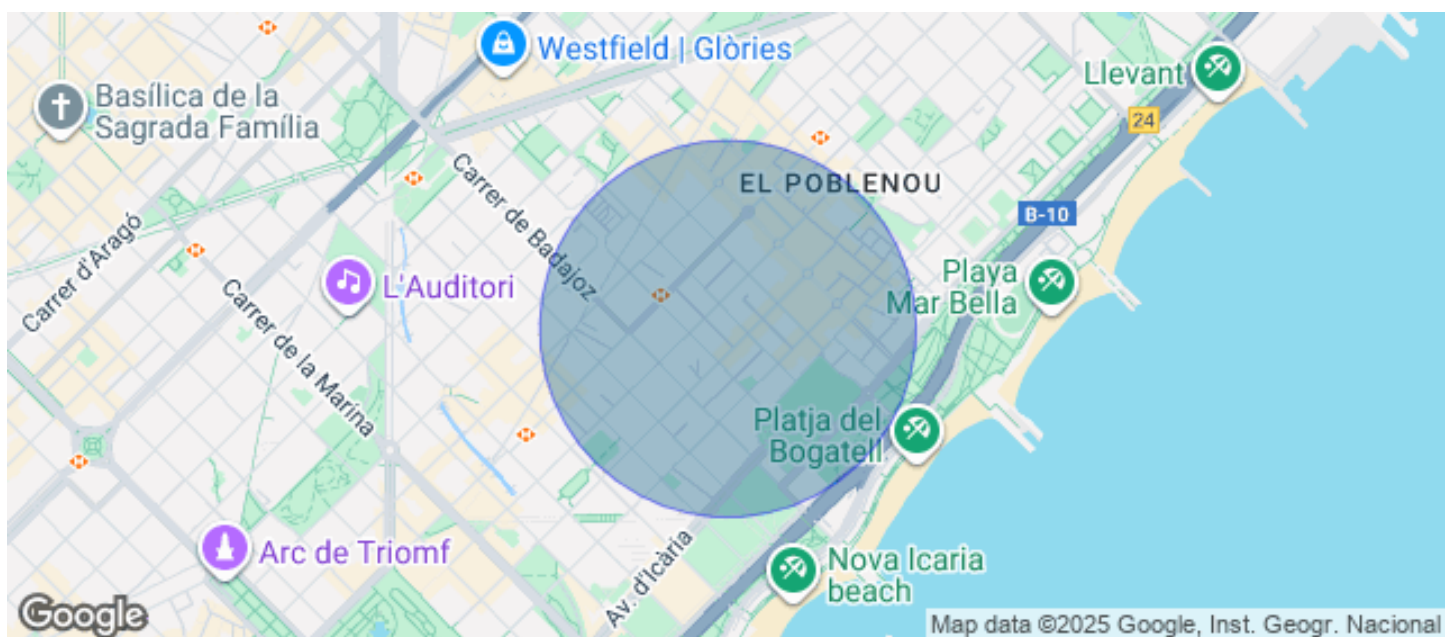 Westfield | Glòries
Llevant
Basílica de la
Sagrada Família
24
Carrer de Badajoz
EL POBLENOU
B-10
Carrer d'Aragó
L'Auditori
Playa
Mar Bella
Carrer de la Marina
Platja del
Bogatell
Arc de Triomf
Av. d'Icària
Nova Icaria
beach
Google
Map data ©2025 Google, Inst. Geogr. Nacional